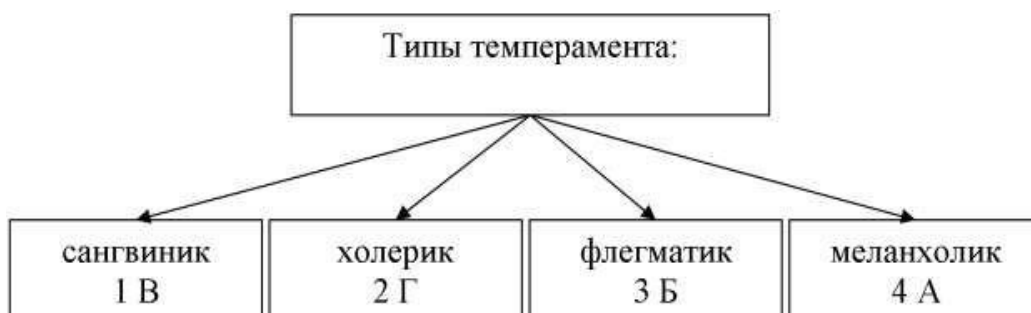 Типы темперамента:
сангвиник
1 В
холерик
2 Г
флегматик
3 Б
меланхолик
4 А